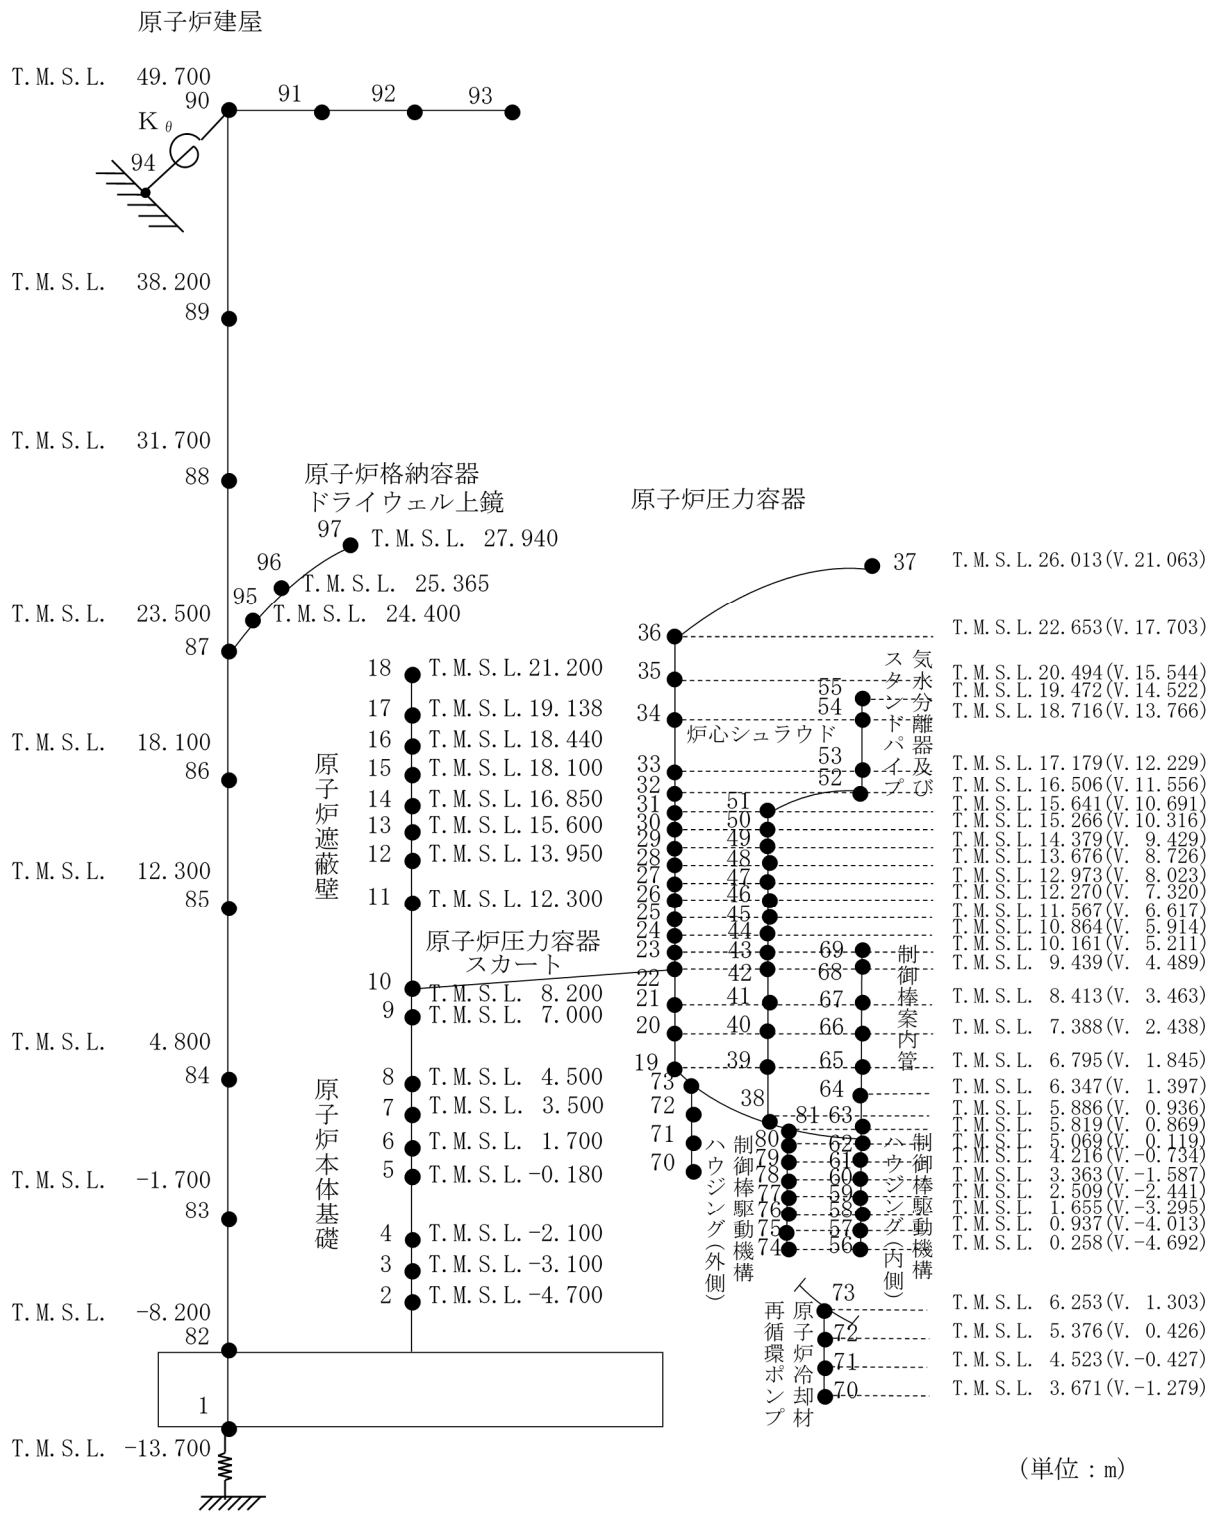 原子炉建屋
T.M.S.L. 49.700
90
91
92
93
Kθ
94
T.M.S.L. 38.200
89
T.M.S.L. 31.700
88
原子炉格納容器
ドライウェル上鏡
97
T.M.S.L. 27.940
96
T.M.S.L. 25.365
95
T.M.S.L. 24.400
T.M.S.L. 23.500
87
T.M.S.L. 18.100
86
T.M.S.L. 12.300
85
T.M.S.L. 4.800
84
T.M.S.L. -1.700
83
T.M.S.L. -8.200
82
1
T.M.S.L. -13.700
原子炉遮蔽壁
18 T.M.S.L. 21.200
17 T.M.S.L. 19.138
16 T.M.S.L. 18.440
15 T.M.S.L. 18.100
14 T.M.S.L. 16.850
13 T.M.S.L. 15.600
12 T.M.S.L. 13.950
11 T.M.S.L. 12.300
原子炉圧力容器
スカート
10 T.M.S.L. 8.200
9 T.M.S.L. 7.000
原子炉本体基礎
8 T.M.S.L. 4.500
7 T.M.S.L. 3.500
6 T.M.S.L. 1.700
5 T.M.S.L. -0.180
4 T.M.S.L. -2.100
3 T.M.S.L. -3.100
2 T.M.S.L. -4.700
原子炉圧力容器
37
36
35
34
33
32
31
30
29
28
27
26
25
24
23
22
21
20
19
73
72
71
70
炉心シュラウド
51
50
49
48
47
46
45
44
43
42
41
40
39
38
気水分離器及び
スタンドパイプ
55
54
53
52
制御棒案内管
69
68
67
66
65
64
63
制御棒駆動機構
ハウジング(外側)
81
80
79
78
77
76
75
74
制御棒駆動機構
ハウジング(内側)
62
61
60
59
58
57
56
原子炉冷却材
再循環ポンプ
73
72
71
70
T.M.S.L. 26.013(V. 21.063)
T.M.S.L. 22.653(V. 17.703)
T.M.S.L. 20.494(V. 15.544)
T.M.S.L. 19.472(V. 14.522)
T.M.S.L. 18.716(V. 13.766)
T.M.S.L. 17.179(V. 12.229)
T.M.S.L. 16.506(V. 11.556)
T.M.S.L. 15.641(V. 10.691)
T.M.S.L. 15.266(V. 10.316)
T.M.S.L. 14.379(V. 9.429)
T.M.S.L. 13.676(V. 8.726)
T.M.S.L. 12.973(V. 8.023)
T.M.S.L. 12.270(V. 7.320)
T.M.S.L. 11.567(V. 6.617)
T.M.S.L. 10.864(V. 5.914)
T.M.S.L. 10.161(V. 5.211)
T.M.S.L. 9.439(V. 4.489)
T.M.S.L. 8.413(V. 3.463)
T.M.S.L. 7.388(V. 2.438)
T.M.S.L. 6.795(V. 1.845)
T.M.S.L. 6.347(V. 1.397)
T.M.S.L. 5.886(V. 0.936)
T.M.S.L. 5.819(V. 0.869)
T.M.S.L. 5.069(V. 0.119)
T.M.S.L. 4.216(V.-0.734)
T.M.S.L. 3.363(V.-1.587)
T.M.S.L. 2.509(V.-2.441)
T.M.S.L. 1.655(V.-3.295)
T.M.S.L. 0.937(V.-4.013)
T.M.S.L. 0.258(V.-4.692)
T.M.S.L. 6.253(V. 1.303)
T.M.S.L. 5.376(V. 0.426)
T.M.S.L. 4.523(V.-0.427)
T.M.S.L. 3.671(V.-1.279)
(単位：m)